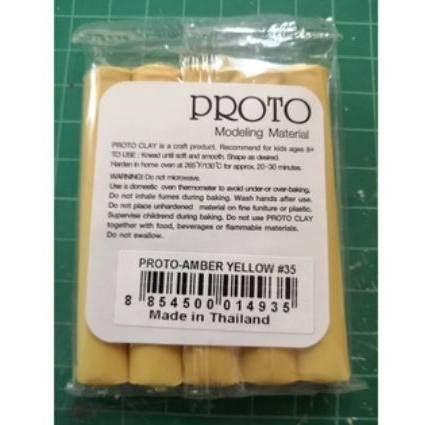 PROTO
Modeling Material
PROTO CLAY is a craft product. Recommend for kids ages 8+
TO USE : Knead until soft and smooth. Shape as desired.
Harden in home oven at 265°F/130°C for approx. 20-30 minutes.
WARNING! Do not microwave.
Use a domestic oven thermometer to avoid under or over-baking.
Do not inhale fumes during baking. Wash hands after use.
Do not place unhardened material on fine funiture or plastic.
Supervise childrend during baking. Do not use PROTO CLAY
together with food, beverages or flammable materials.
Do not swallow.
PROTO-AMBER YELLOW #35
8 854500 014935
Made in Thailand